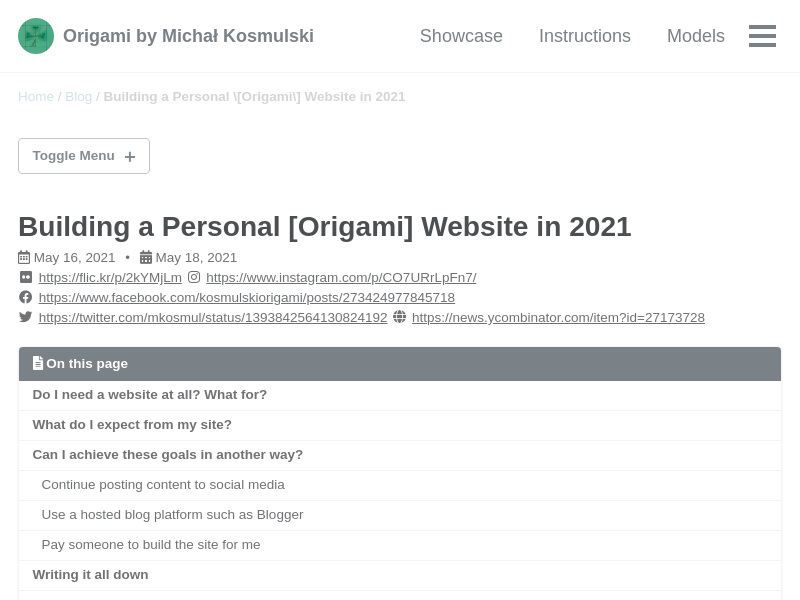 Origami by Michał Kosmulski
Showcase
Instructions
Models
Home / Blog / Building a Personal \[Origami\] Website in 2021
Toggle Menu
Building a Personal [Origami] Website in 2021
May 16, 2021 • May 18, 2021
https://flic.kr/p/2kYMjLm https://www.instagram.com/p/CO7URrLpFn7/
https://www.facebook.com/kosmulskiorigami/posts/273424977845718
https://twitter.com/mkosmul/status/1393842564130824192 https://news.ycombinator.com/item?id=27173728
On this page
Do I need a website at all? What for?
What do I expect from my site?
Can I achieve these goals in another way?
Continue posting content to social media
Use a hosted blog platform such as Blogger
Pay someone to build the site for me
Writing it all down